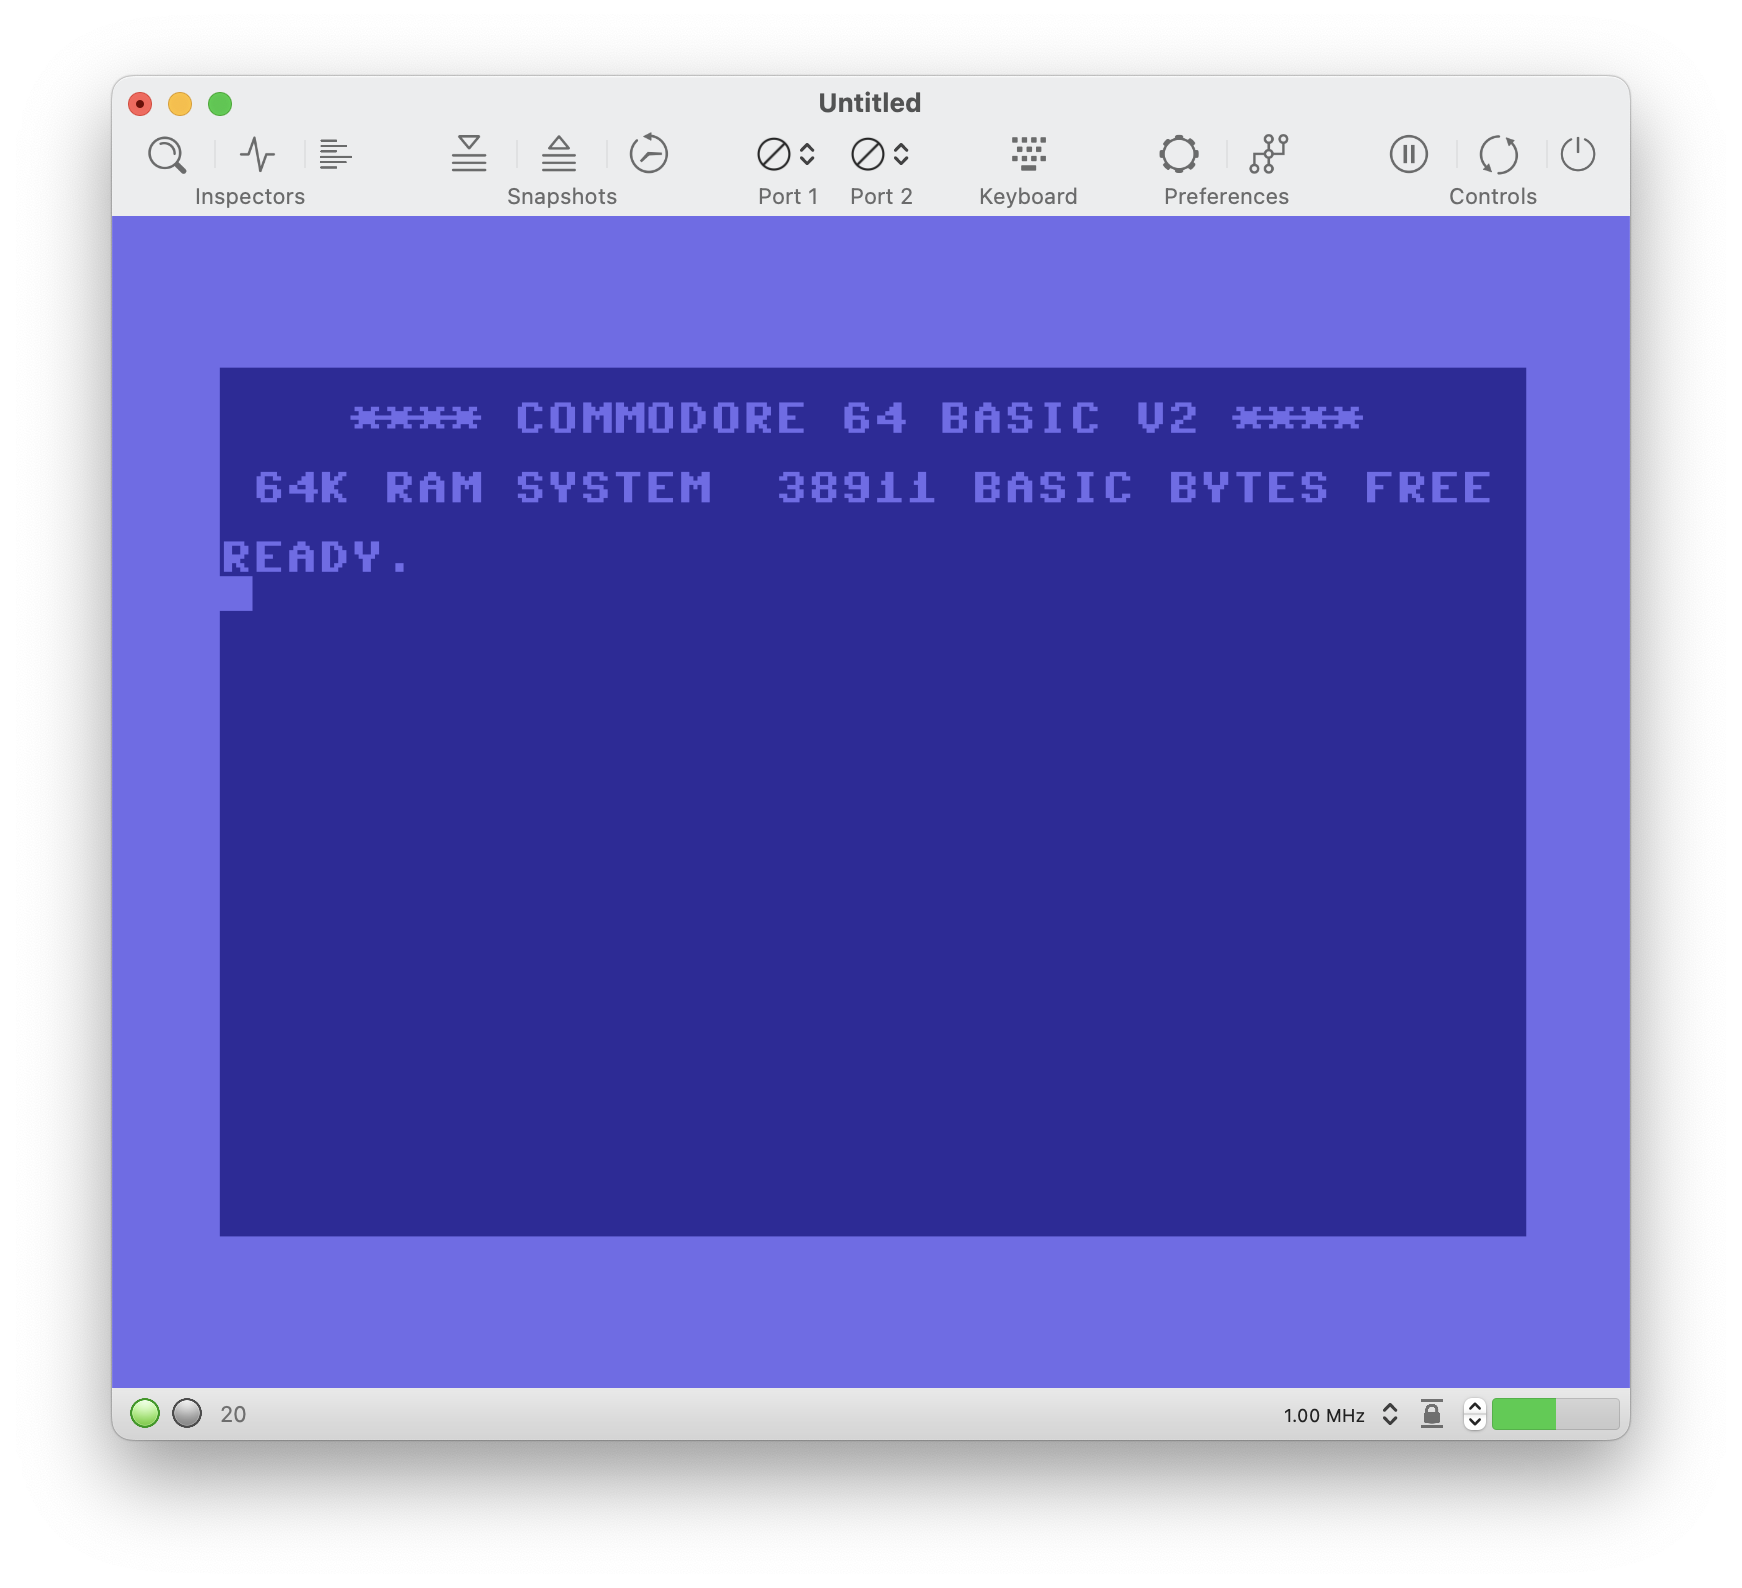 Untitled
Inspectors Snapshots Port 1 Port 2 Keyboard Preferences Controls
**** COMMODORE 64 BASIC V2 ****
64K RAM SYSTEM  38911 BASIC BYTES FREE
READY.
20 1.00 MHz